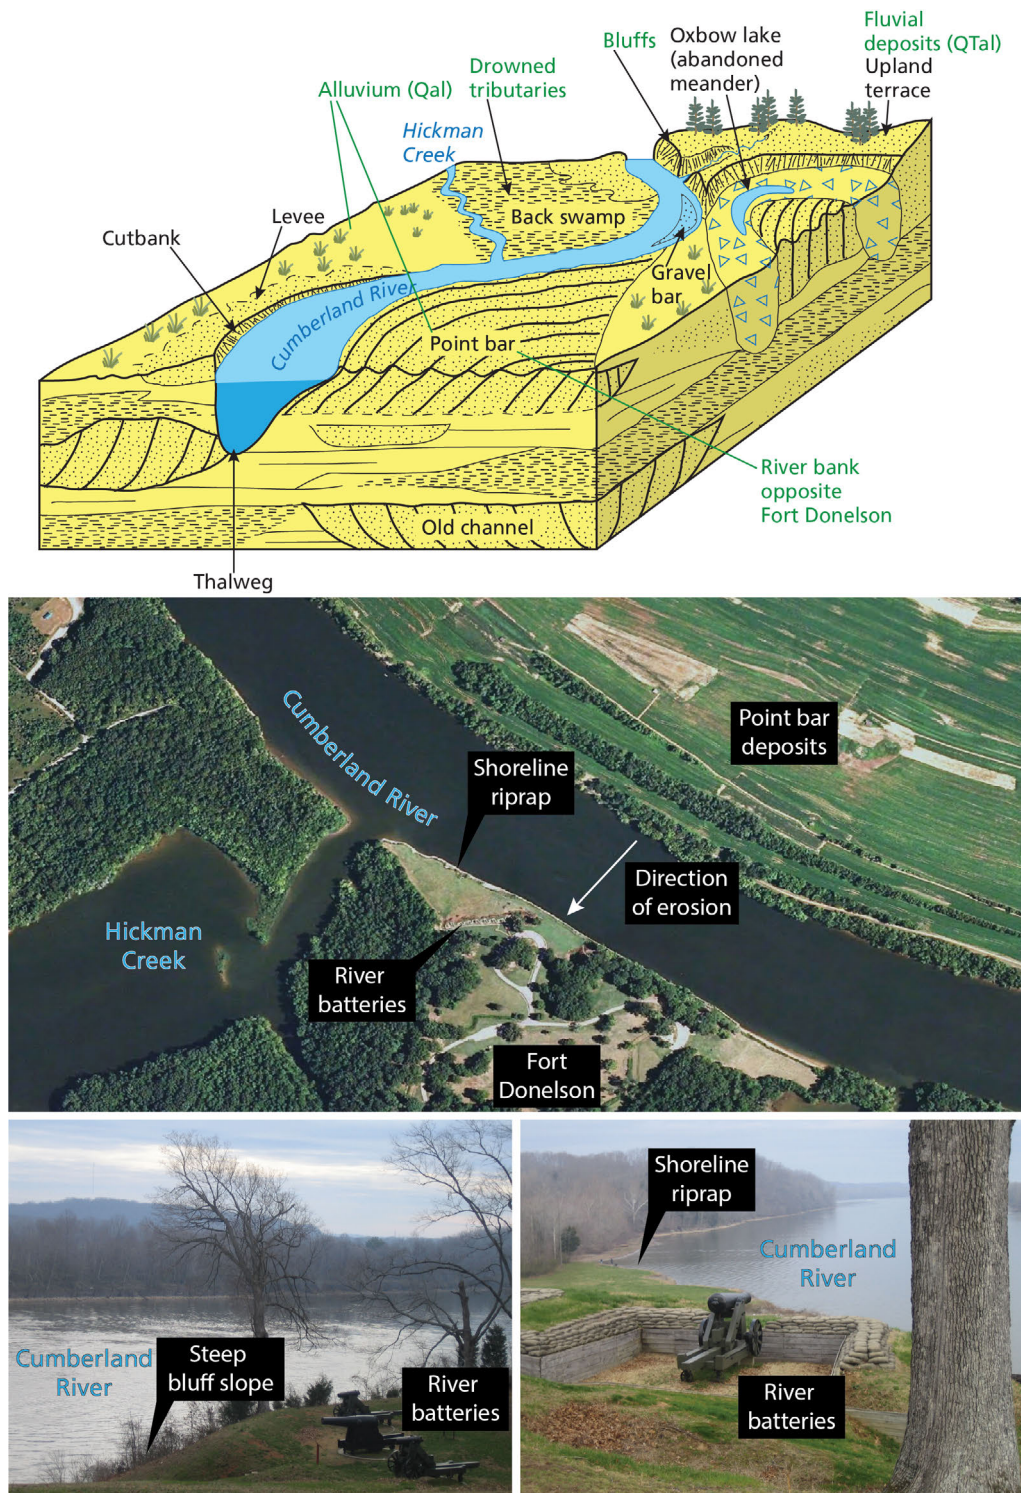 Fluvial
deposits (QTal)
Upland
terrace
Bluffs
Oxbow lake
(abandoned
meander)
Drowned
tributaries
Alluvium (Qal)
Hickman
Creek
Levee
Cutbank
Back swamp
Gravel
bar
Cumberland River
Point bar
River bank
opposite
Fort Donelson
Old channel
Thalweg
Cumberland River
Point bar
deposits
Shoreline
riprap
Direction
of erosion
Hickman
Creek
River
batteries
Fort
Donelson
Cumberland
River
Steep
bluff slope
River
batteries
Shoreline
riprap
Cumberland
River
River
batteries